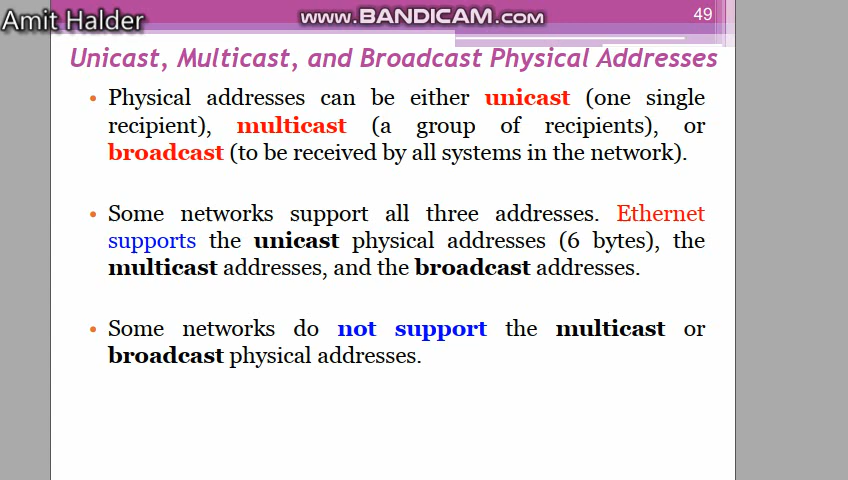 Amit Halder
www.BANDICAM.com
49
Unicast, Multicast, and Broadcast Physical Addresses
• Physical addresses can be either unicast (one single
recipient), multicast (a group of recipients), or
broadcast (to be received by all systems in the network).
• Some networks support all three addresses. Ethernet
supports the unicast physical addresses (6 bytes), the
multicast addresses, and the broadcast addresses.
• Some networks do not support the multicast or
broadcast physical addresses.